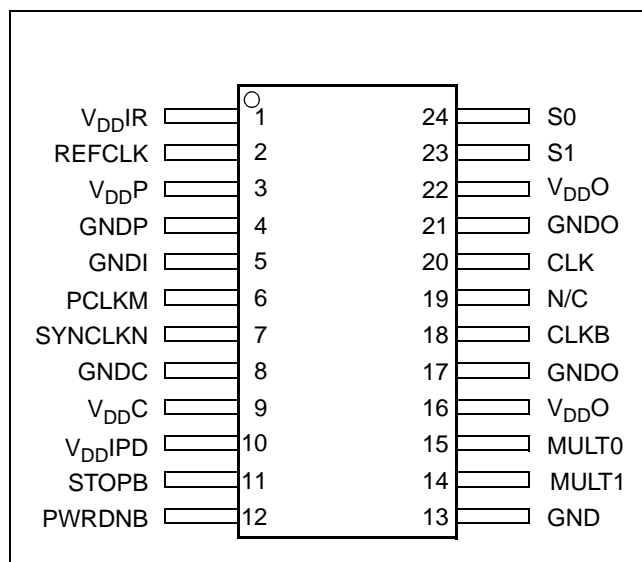 VDDIR 1 24 S0
REFCLK 2 23 S1
VDDP 3 22 VDDO
GNDP 4 21 GNDO
GNDI 5 20 CLK
PCLKM 6 19 N/C
SYNCLKN 7 18 CLKB
GNDC 8 17 GNDO
VDDC 9 16 VDDO
VDDIPD 10 15 MULT0
STOPB 11 14 MULT1
PWRDNB 12 13 GND